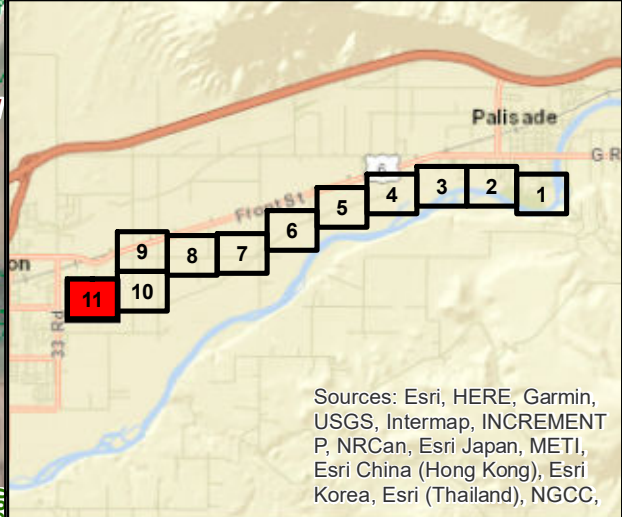 Palisade
G R
6
3
2
1
4
5
Front St
6
9
8
7
on
11
10
33 Rd
Sources: Esri, HERE, Garmin,
USGS, Intermap, INCREMENT
P, NRCan, Esri Japan, METI,
Esri China (Hong Kong), Esri
Korea, Esri (Thailand), NGCC,